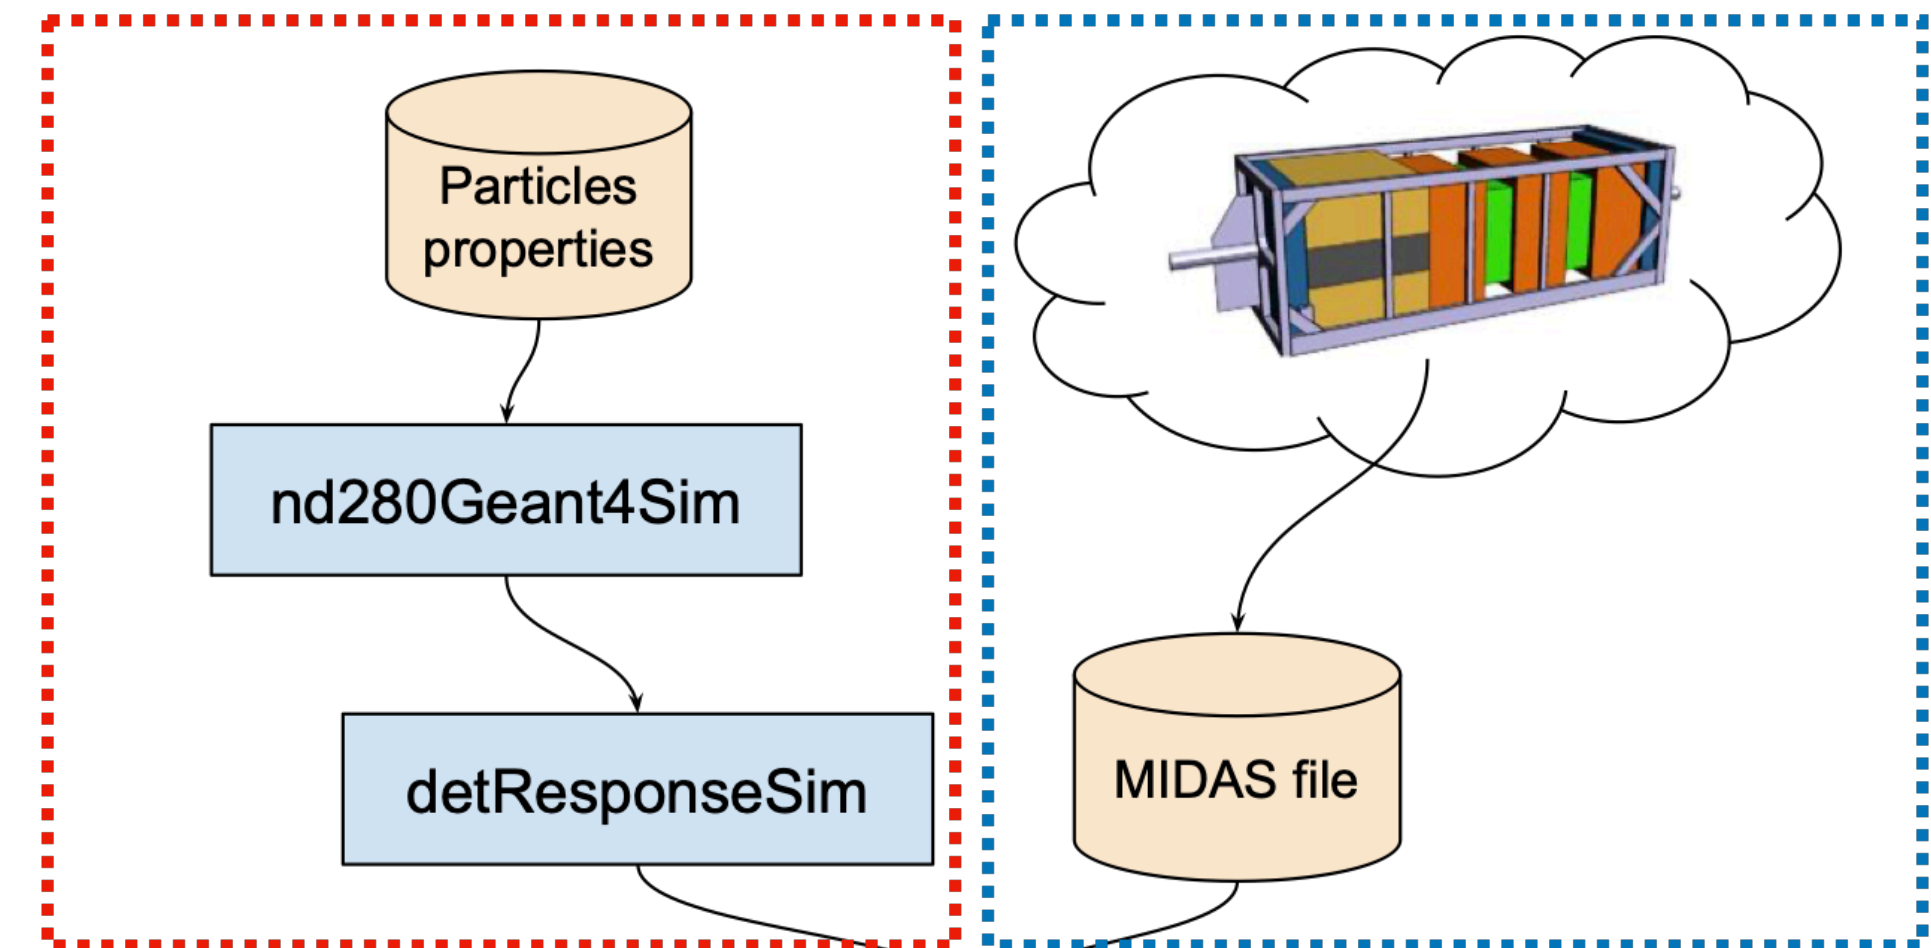 Particles
properties
nd280Geant4Sim
detResponseSim
MIDAS file